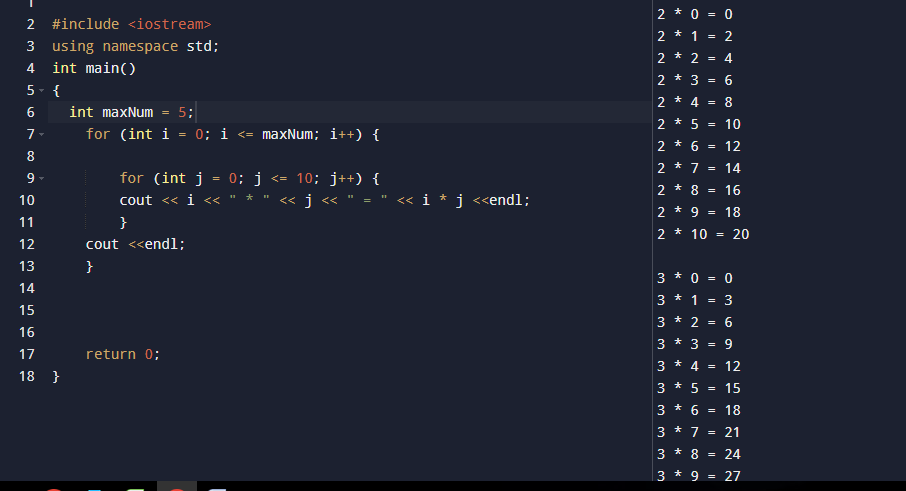 1
2 #include <iostream>
3 using namespace std;
4 int main()
5 {
6 int maxNum = 5;
7 for (int i = 0; i <= maxNum; i++) {
8
9 for (int j = 0; j <= 10; j++) {
10 cout << i << " * " << j << " = " << i * j <<endl;
11 }
12 cout <<endl;
13 }
14
15
16
17 return 0;
18 }
2 * 0 = 0
2 * 1 = 2
2 * 2 = 4
2 * 3 = 6
2 * 4 = 8
2 * 5 = 10
2 * 6 = 12
2 * 7 = 14
2 * 8 = 16
2 * 9 = 18
2 * 10 = 20
3 * 0 = 0
3 * 1 = 3
3 * 2 = 6
3 * 3 = 9
3 * 4 = 12
3 * 5 = 15
3 * 6 = 18
3 * 7 = 21
3 * 8 = 24
3 * 9 = 27